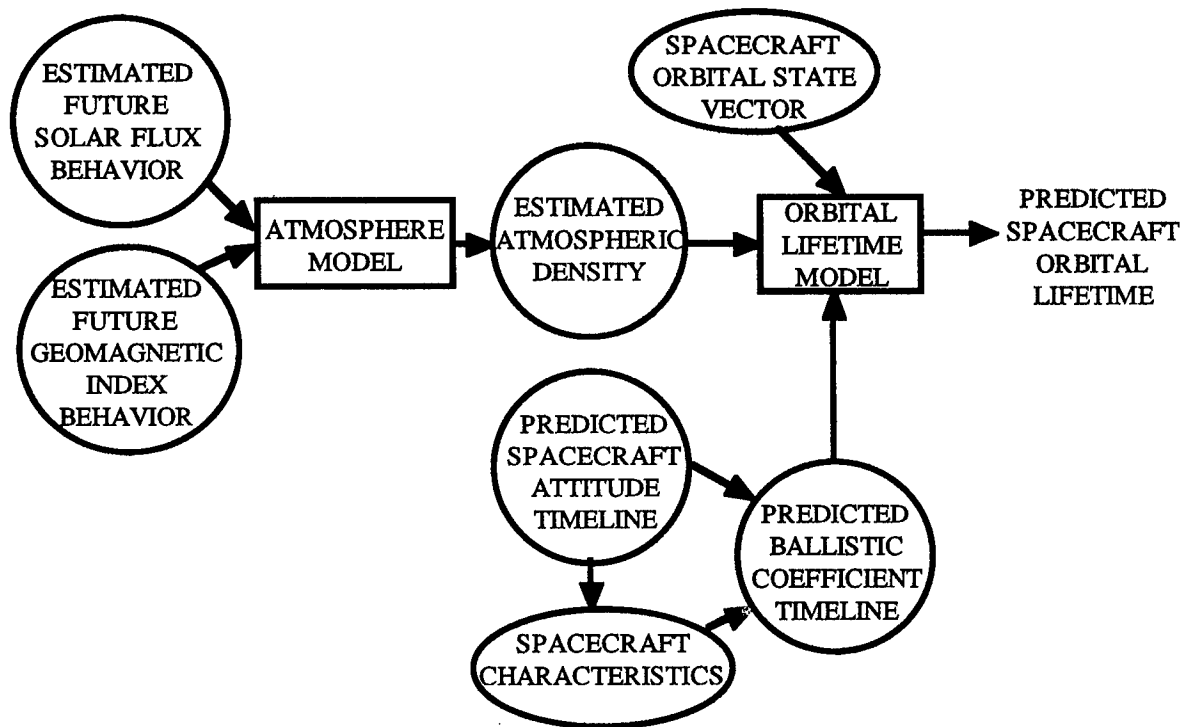 ESTIMATED
FUTURE
SOLAR FLUX
BEHAVIOR
ESTIMATED
FUTURE
GEOMAGNETIC
INDEX
BEHAVIOR
ATMOSPHERE
MODEL
ESTIMATED
ATMOSPHERIC
DENSITY
SPACECRAFT
ORBITAL STATE
VECTOR
ORBITAL
LIFETIME
MODEL
PREDICTED
SPACECRAFT
ORBITAL
LIFETIME
PREDICTED
SPACECRAFT
ATTITUDE
TIMELINE
PREDICTED
BALLISTIC
COEFFICIENT
TIMELINE
SPACECRAFT
CHARACTERISTICS